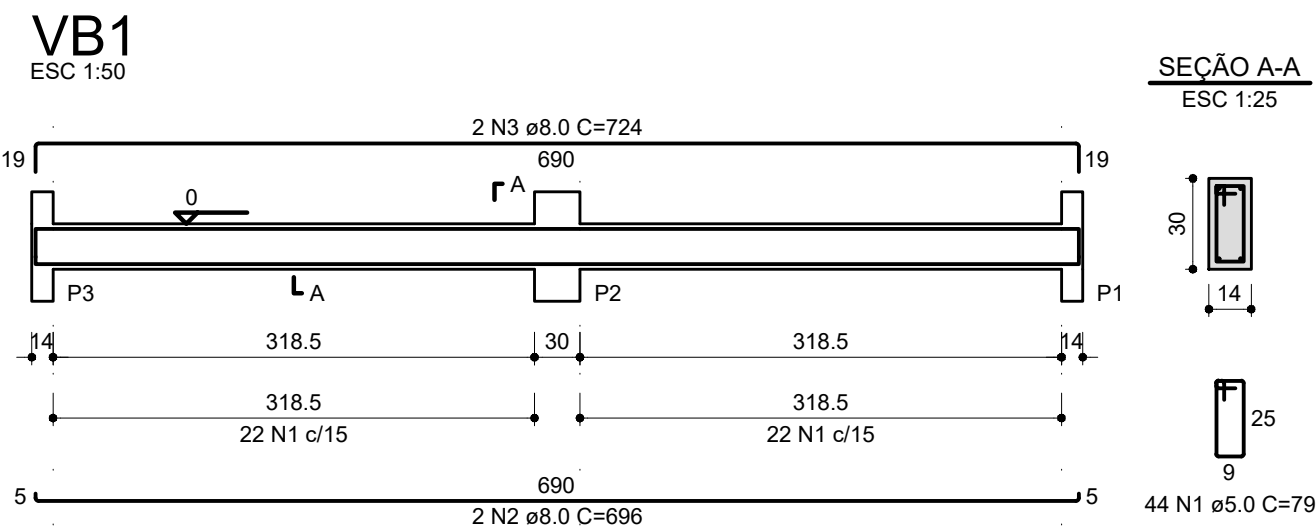 VB1
ESC 1:50
SEÇÃO A-A
ESC 1:25
2 N3 ø8.0 C=724
19
690
19
A
0
30
A
P3
P2
P1
14
14
318.5
30
318.5
14
318.5
318.5
22 N1 c/15
22 N1 c/15
25
9
690
5
5
44 N1 ø5.0 C=79
2 N2 ø8.0 C=696